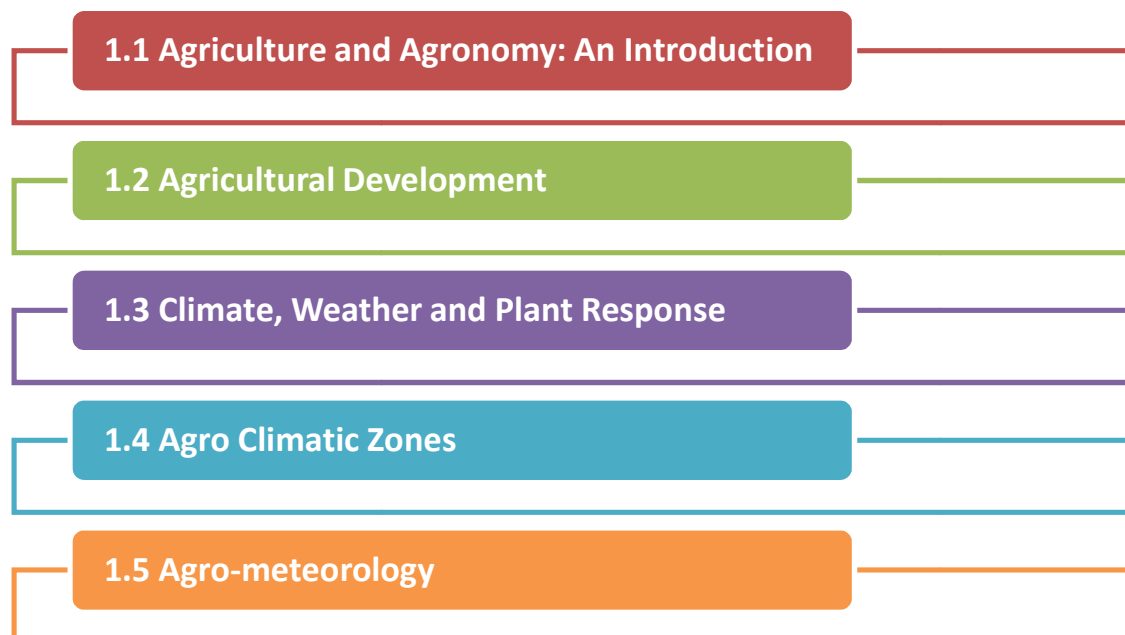 1.1 Agriculture and Agronomy: An Introduction
1.2 Agricultural Development
1.3 Climate, Weather and Plant Response
1.4 Agro Climatic Zones
1.5 Agro-meteorology